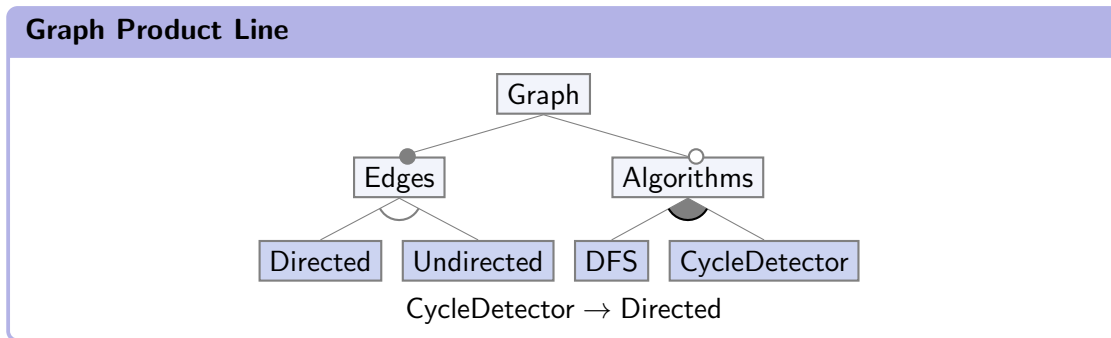 Graph Product Line
Graph
Edges Algorithms
Directed Undirected DFS CycleDetector
CycleDetector → Directed